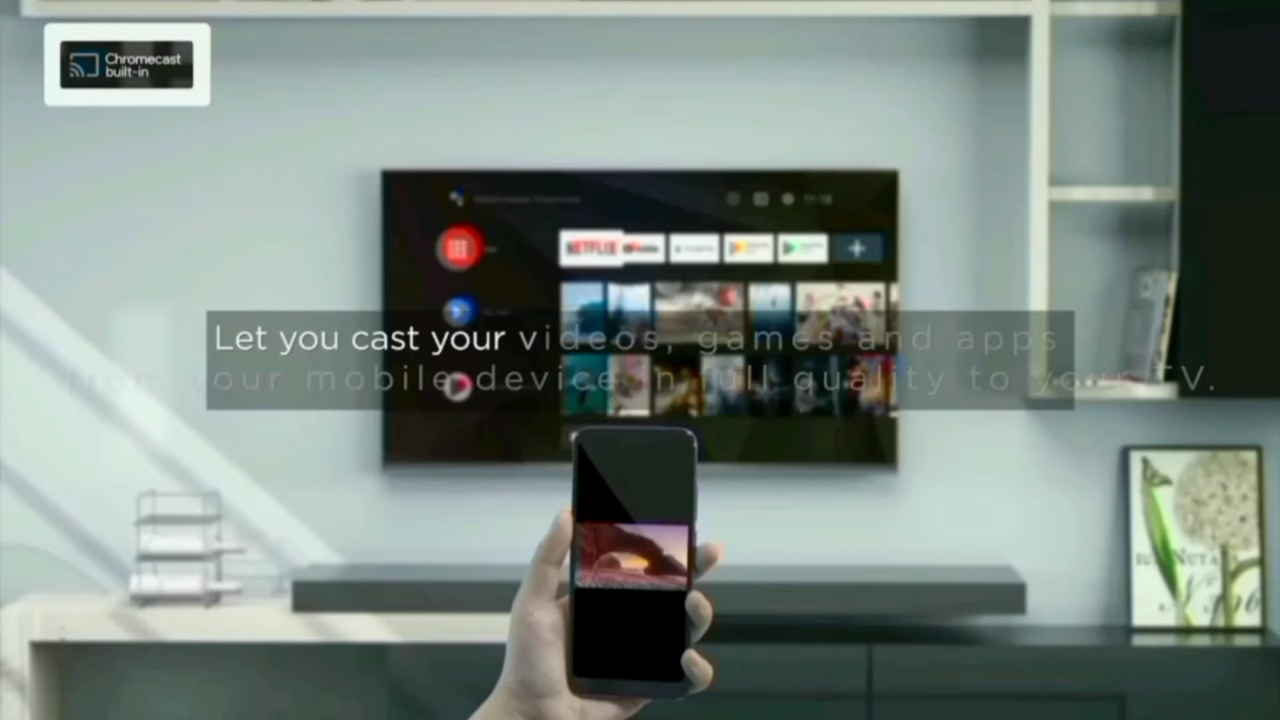 Chromecast
built-in
NETFLIX
Let you cast your videos, games and apps
from your mobile device in full quality to your TV.